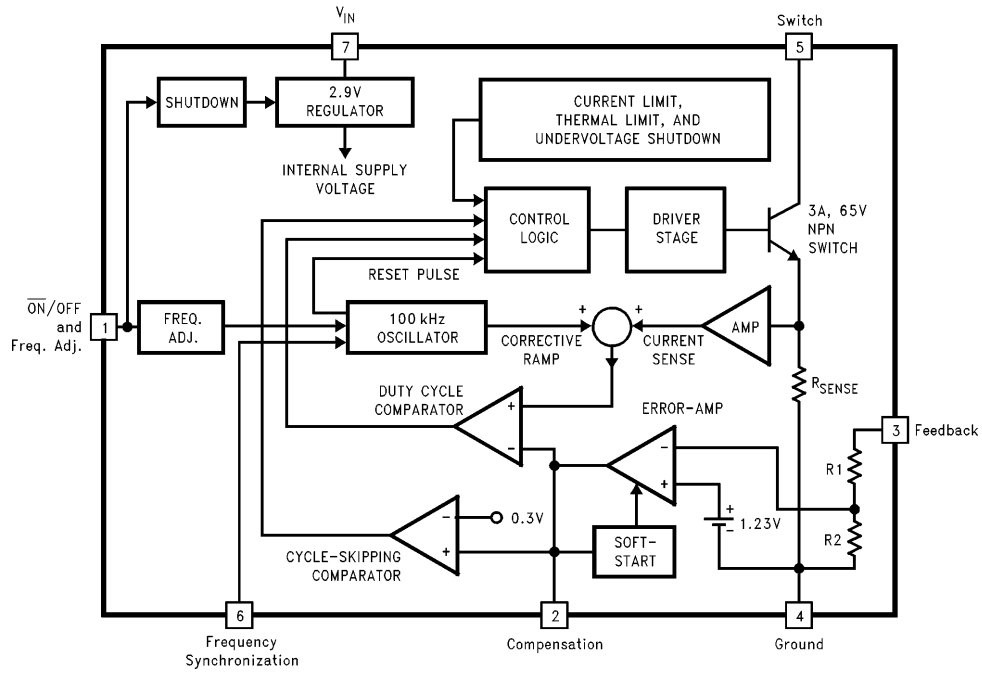 VIN
Switch
7
5
SHUTDOWN
2.9V
REGULATOR
CURRENT LIMIT,
THERMAL LIMIT, AND
UNDERVOLTAGE SHUTDOWN
INTERNAL SUPPLY
VOLTAGE
CONTROL
LOGIC
DRIVER
STAGE
3A, 65V
NPN
SWITCH
RESET PULSE
O̅N̅/OFF
and
Freq. Adj.
1
FREQ.
ADJ.
100 kHz
OSCILLATOR
+
+
CORRECTIVE
RAMP
CURRENT
SENSE
AMP
RSENSE
DUTY CYCLE
COMPARATOR
+
−
ERROR-AMP
−
+
3
Feedback
R1
R2
+
−
1.23V
−
+
0.3V
CYCLE-SKIPPING
COMPARATOR
SOFT-
START
6
2
4
Frequency
Synchronization
Compensation
Ground